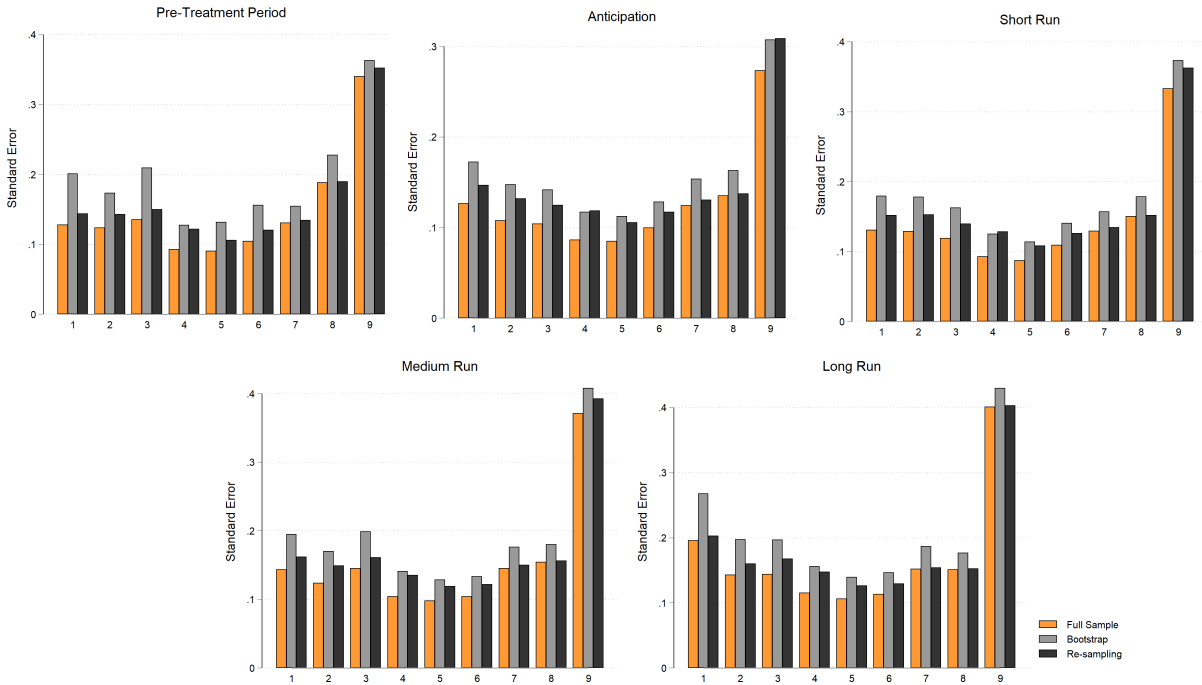 Pre-Treatment Period
Standard Error
.4
.3
.2
.1
0
1 2 3 4 5 6 7 8 9
Anticipation
Standard Error
.3
.2
.1
0
1 2 3 4 5 6 7 8 9
Short Run
Standard Error
.4
.3
.2
.1
0
1 2 3 4 5 6 7 8 9
Medium Run
Standard Error
.4
.3
.2
.1
0
1 2 3 4 5 6 7 8 9
Long Run
Standard Error
.4
.3
.2
.1
0
1 2 3 4 5 6 7 8 9
Full Sample
Bootstrap
Re-sampling